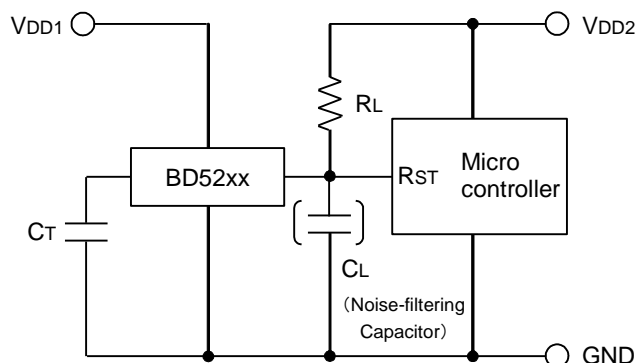 VDD1
VDD2
RL
BD52xx
RST
Micro
controller
CT
CL
（Noise-filtering
Capacitor）
GND